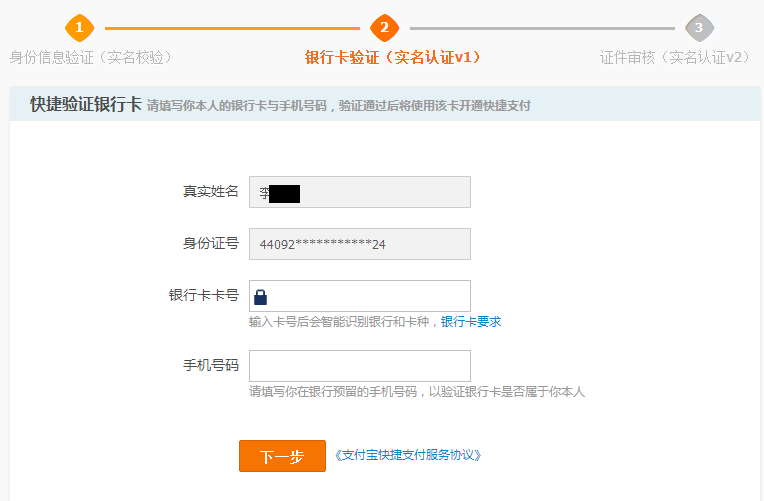 1 2 3
身份信息验证（实名校验） 银行卡验证（实名认证v1） 证件审核（实名认证v2）
快捷验证银行卡 请填写你本人的银行卡与手机号码，验证通过后将使用该卡开通快捷支付
真实姓名 李
身份证号 44092***********24
银行卡卡号
输入卡号后会智能识别银行和卡种，银行卡要求
手机号码
请填写你在银行预留的手机号码，以验证银行卡是否属于你本人
下一步 《支付宝快捷支付服务协议》